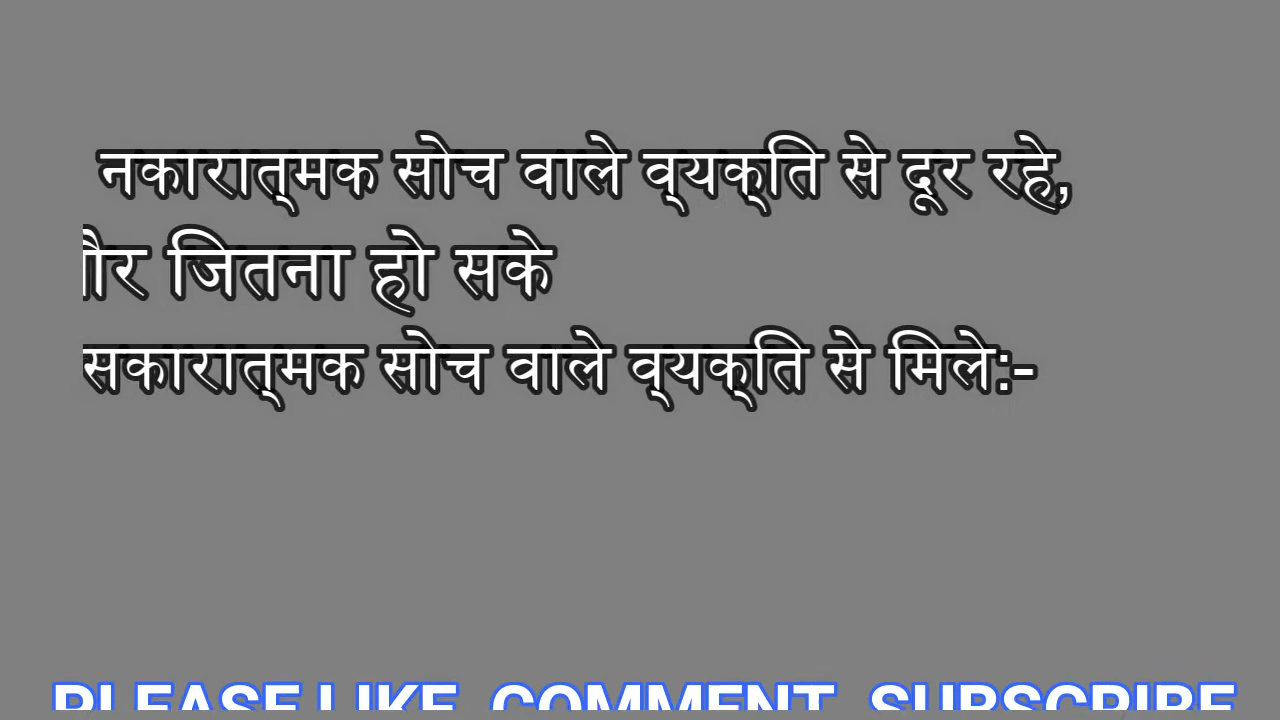 नकारात्मक सोच वाले व्यक्ति से दूर रहे,
जितना हो सके
सकारात्मक सोच वाले व्यक्ति से मिले:-
PLEASE LIKE COMMENT SUBSCRIBE